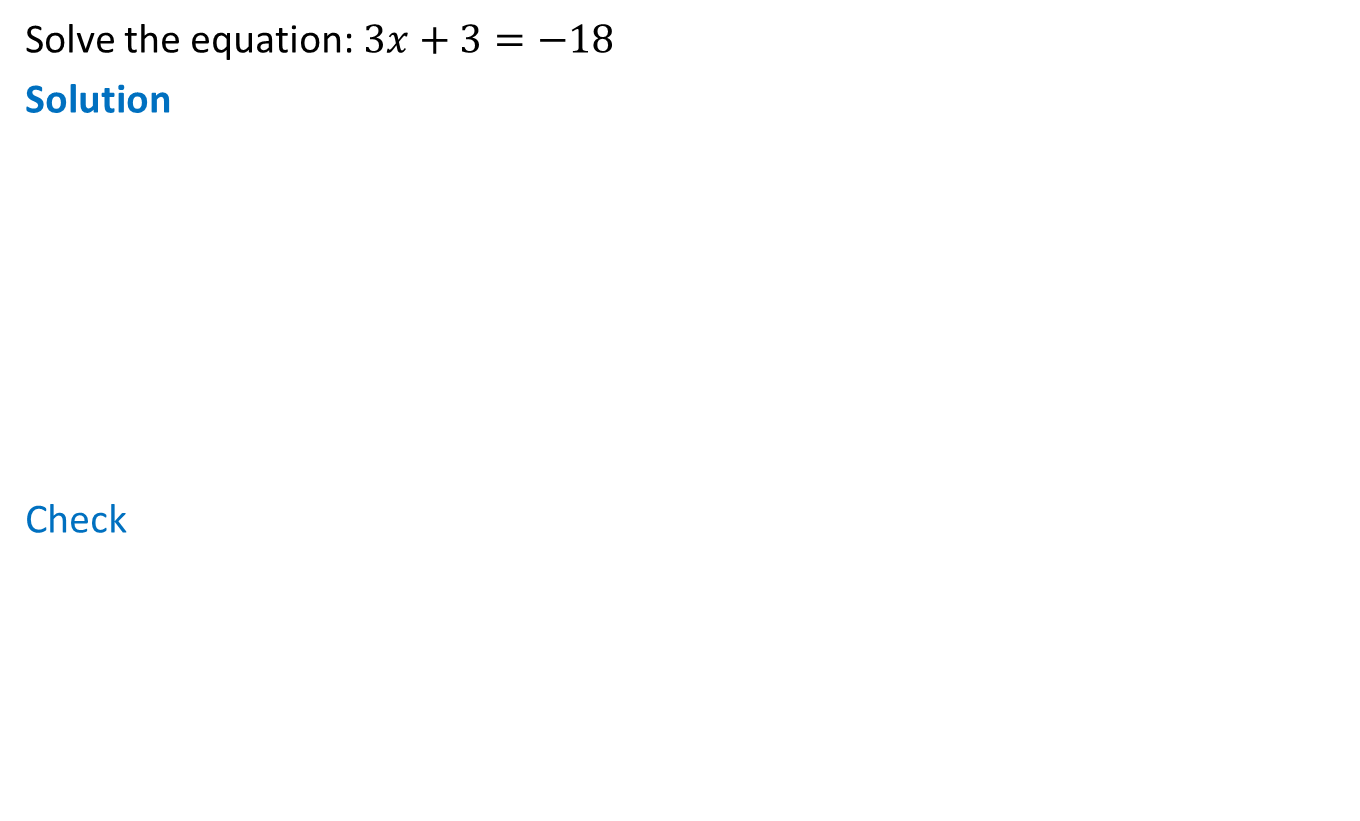 Solve the equation: 3𝑥 + 3 = −18
Solution
Check